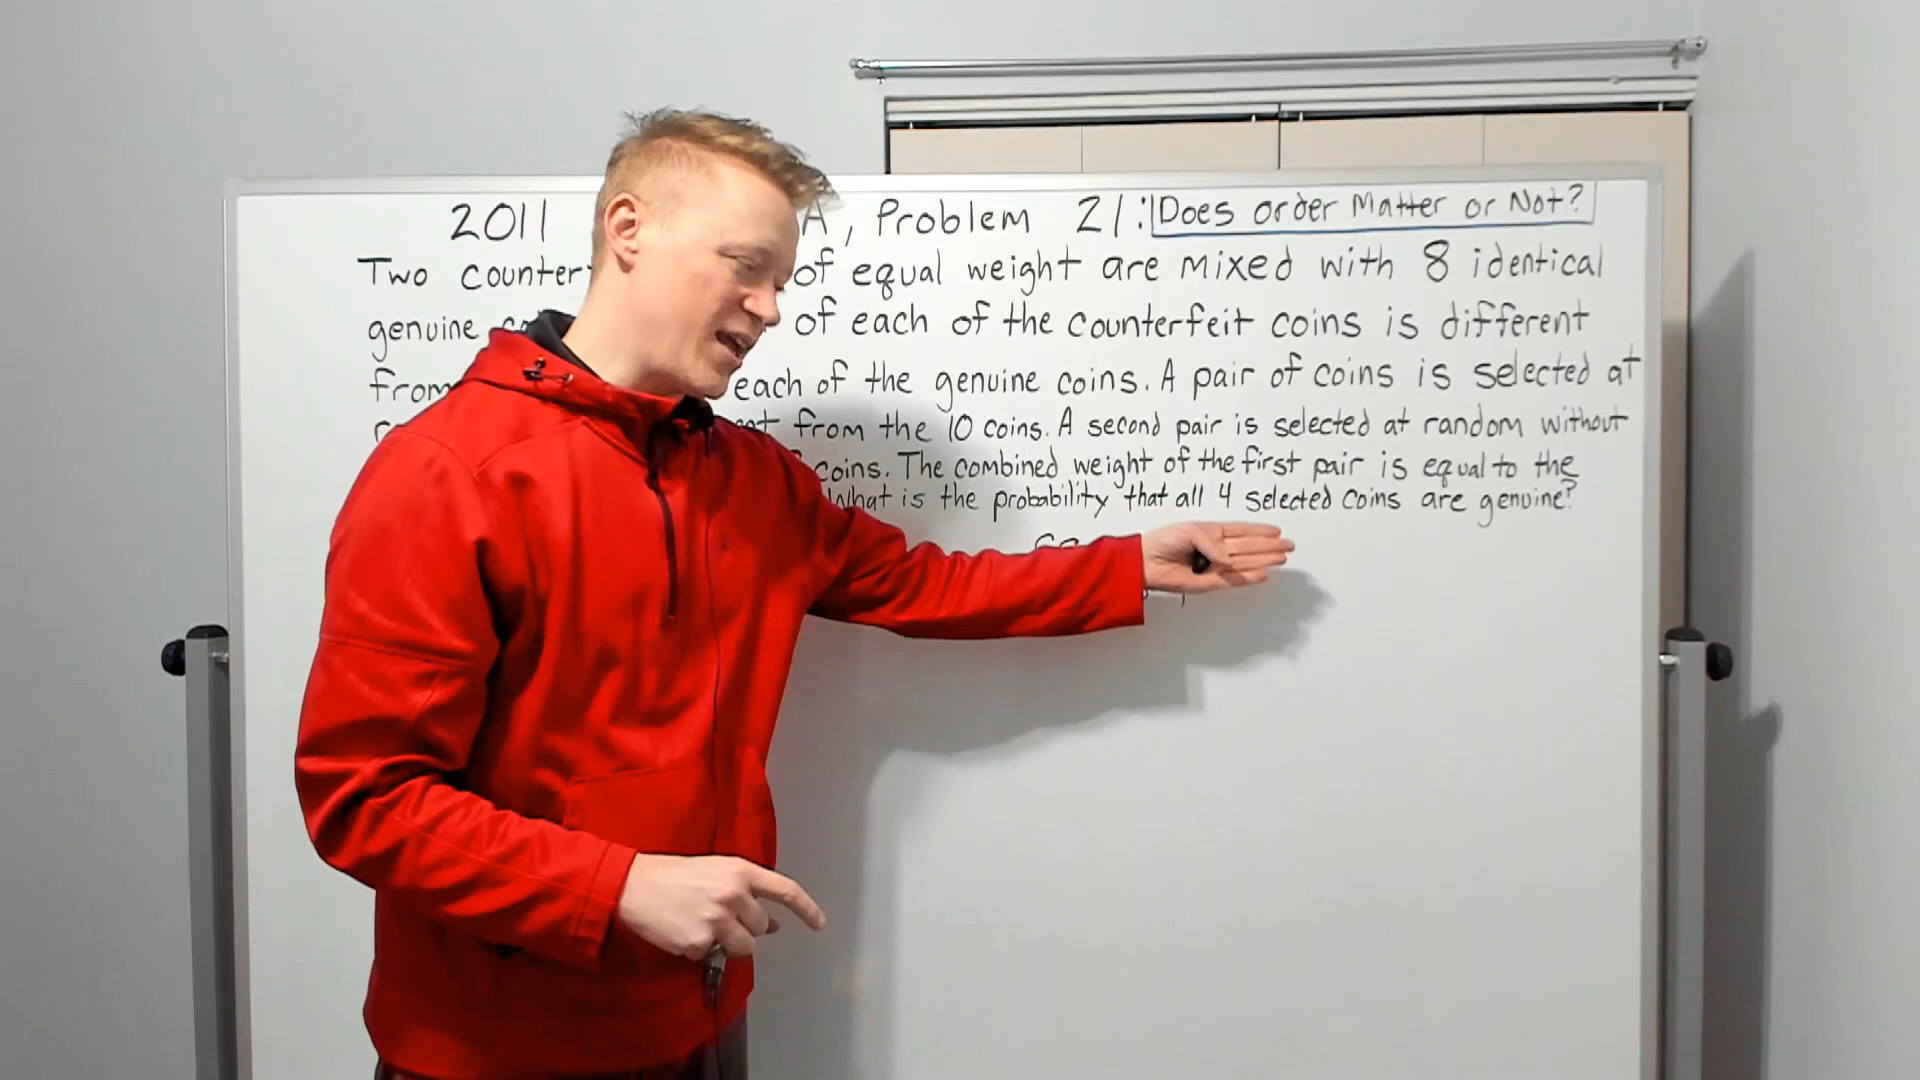 2011 A, Problem 21: Does order Matter or Not?
Two of equal weight are mixed with 8 identical
genuine of each of the counterfeit coins is different
from each of the genuine coins. A pair of coins is selected at
from the 10 coins. A second pair is selected at random without
coins. The combined weight of the first pair is equal to the
What is the probability that all 4 selected coins are genuine?